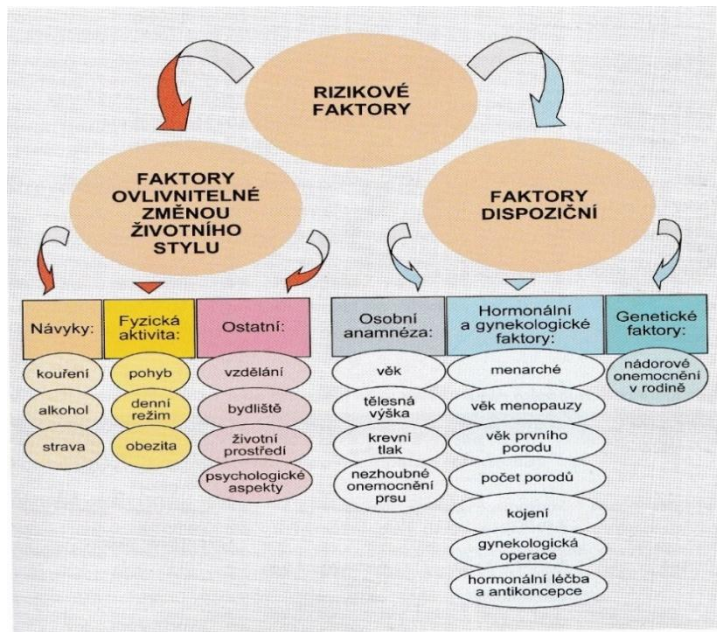 RIZIKOVÉ
FAKTORY
FAKTORY
OVLIVNITELNÉ
ZMĚNOU
ŽIVOTNÍHO
STYLU
FAKTORY
DISPOZIČNÍ
Návyky:
kouření
alkohol
strava
Fyzická
aktivita:
pohyb
denní
režim
obezita
Ostatní:
vzdělání
bydliště
životní
prostředí
psychologické
aspekty
Osobní
anamnéza:
věk
tělesná
výška
krevní
tlak
nezhoubné
onemocnění
prsu
Hormonální
a gynekologické
faktory:
menarché
věk menopauzy
věk prvního
porodu
počet porodů
kojení
gynekologická
operace
hormonální léčba
a antikoncepce
Genetické
faktory:
nádorové
onemocnění
v rodině